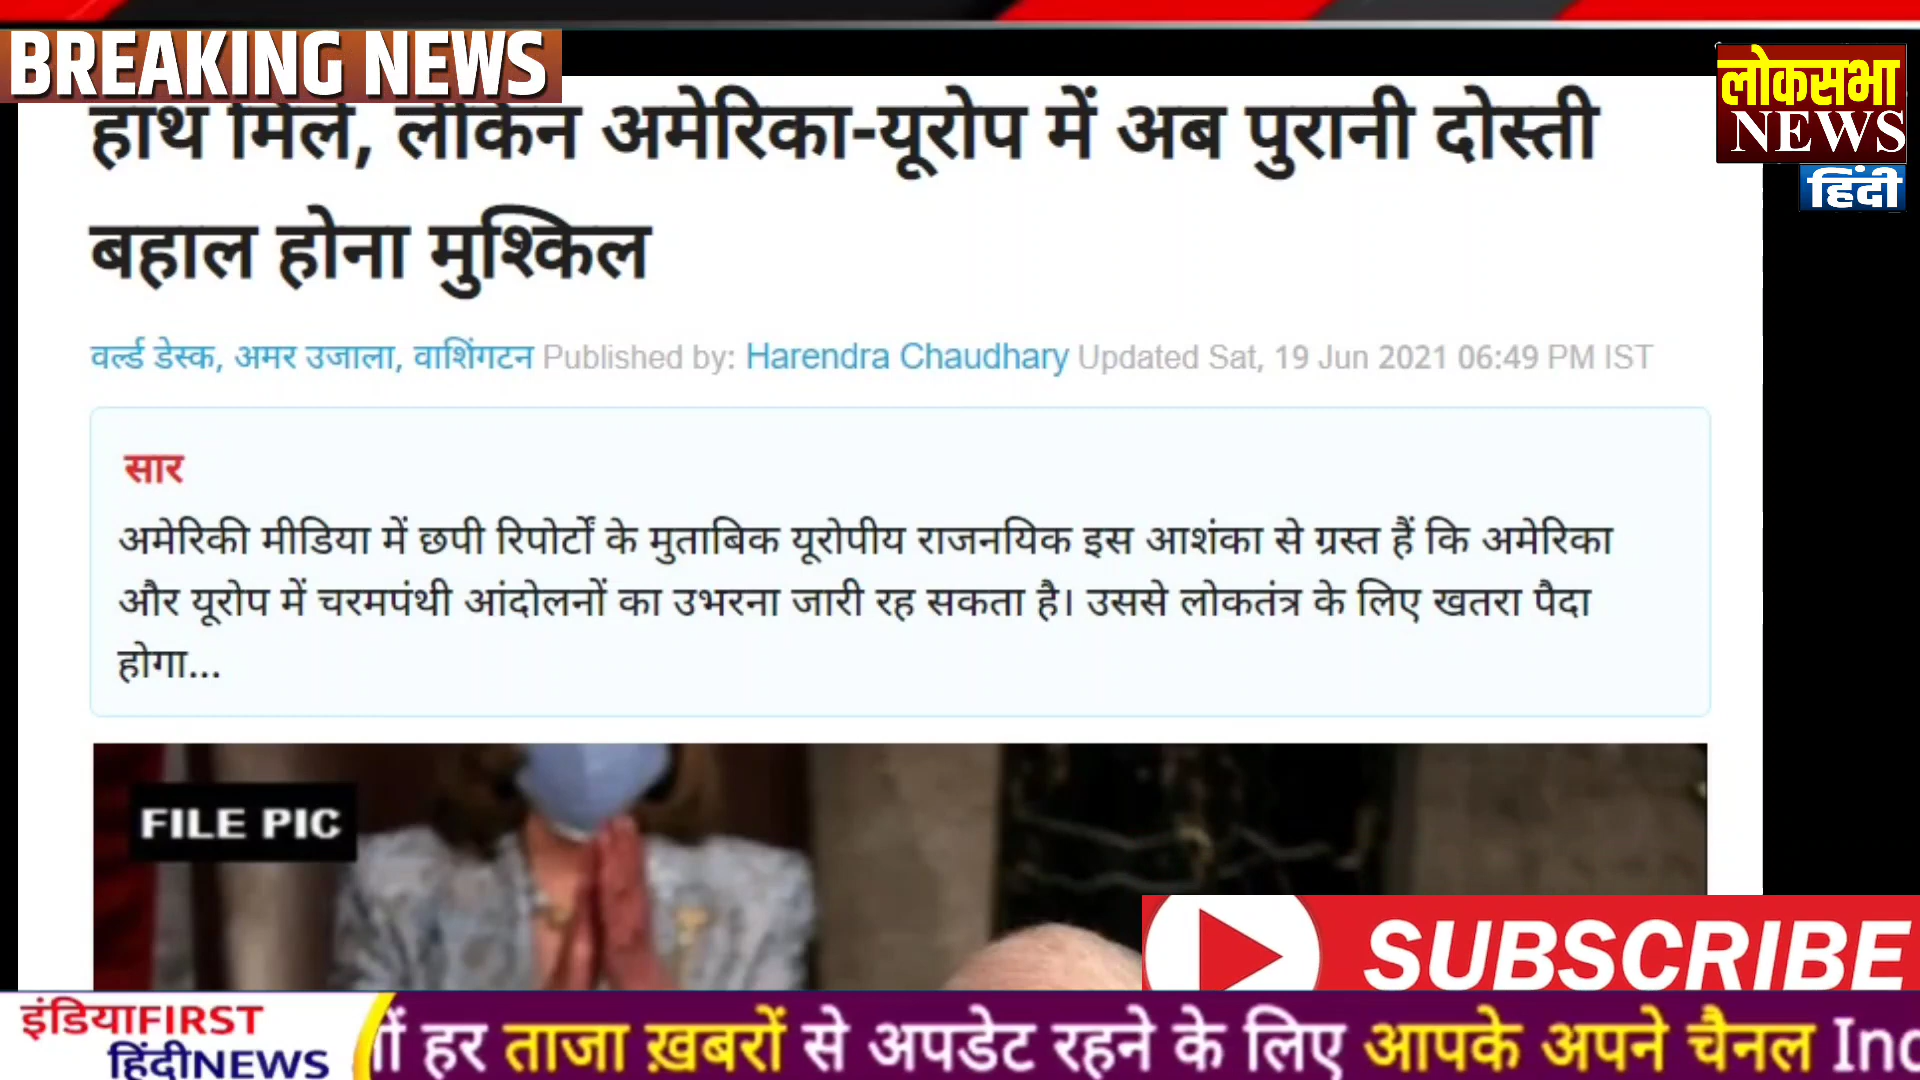 BREAKING NEWS
लोकसभा
NEWS
हिंदी
हाथ मिले, लेकिन अमेरिका-यूरोप में अब पुरानी दोस्ती
बहाल होना मुश्किल
वर्ल्ड डेस्क, अमर उजाला, वाशिंगटन Published by: Harendra Chaudhary Updated Sat, 19 Jun 2021 06:49 PM IST
सार
अमेरिकी मीडिया में छपी रिपोर्टों के मुताबिक यूरोपीय राजनयिक इस आशंका से ग्रस्त हैं कि अमेरिका
और यूरोप में चरमपंथी आंदोलनों का उभरना जारी रह सकता है। उससे लोकतंत्र के लिए खतरा पैदा
होगा...
FILE PIC
SUBSCRIBE
इंडियाFIRST
हिंदीNEWS
हर ताजा ख़बरों से अपडेट रहने के लिए आपके अपने चैनल